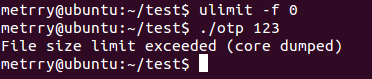 metrry@ubuntu:~/test$ ulimit -f 0
metrry@ubuntu:~/test$ ./otp 123
File size limit exceeded (core dumped)
metrry@ubuntu:~/test$